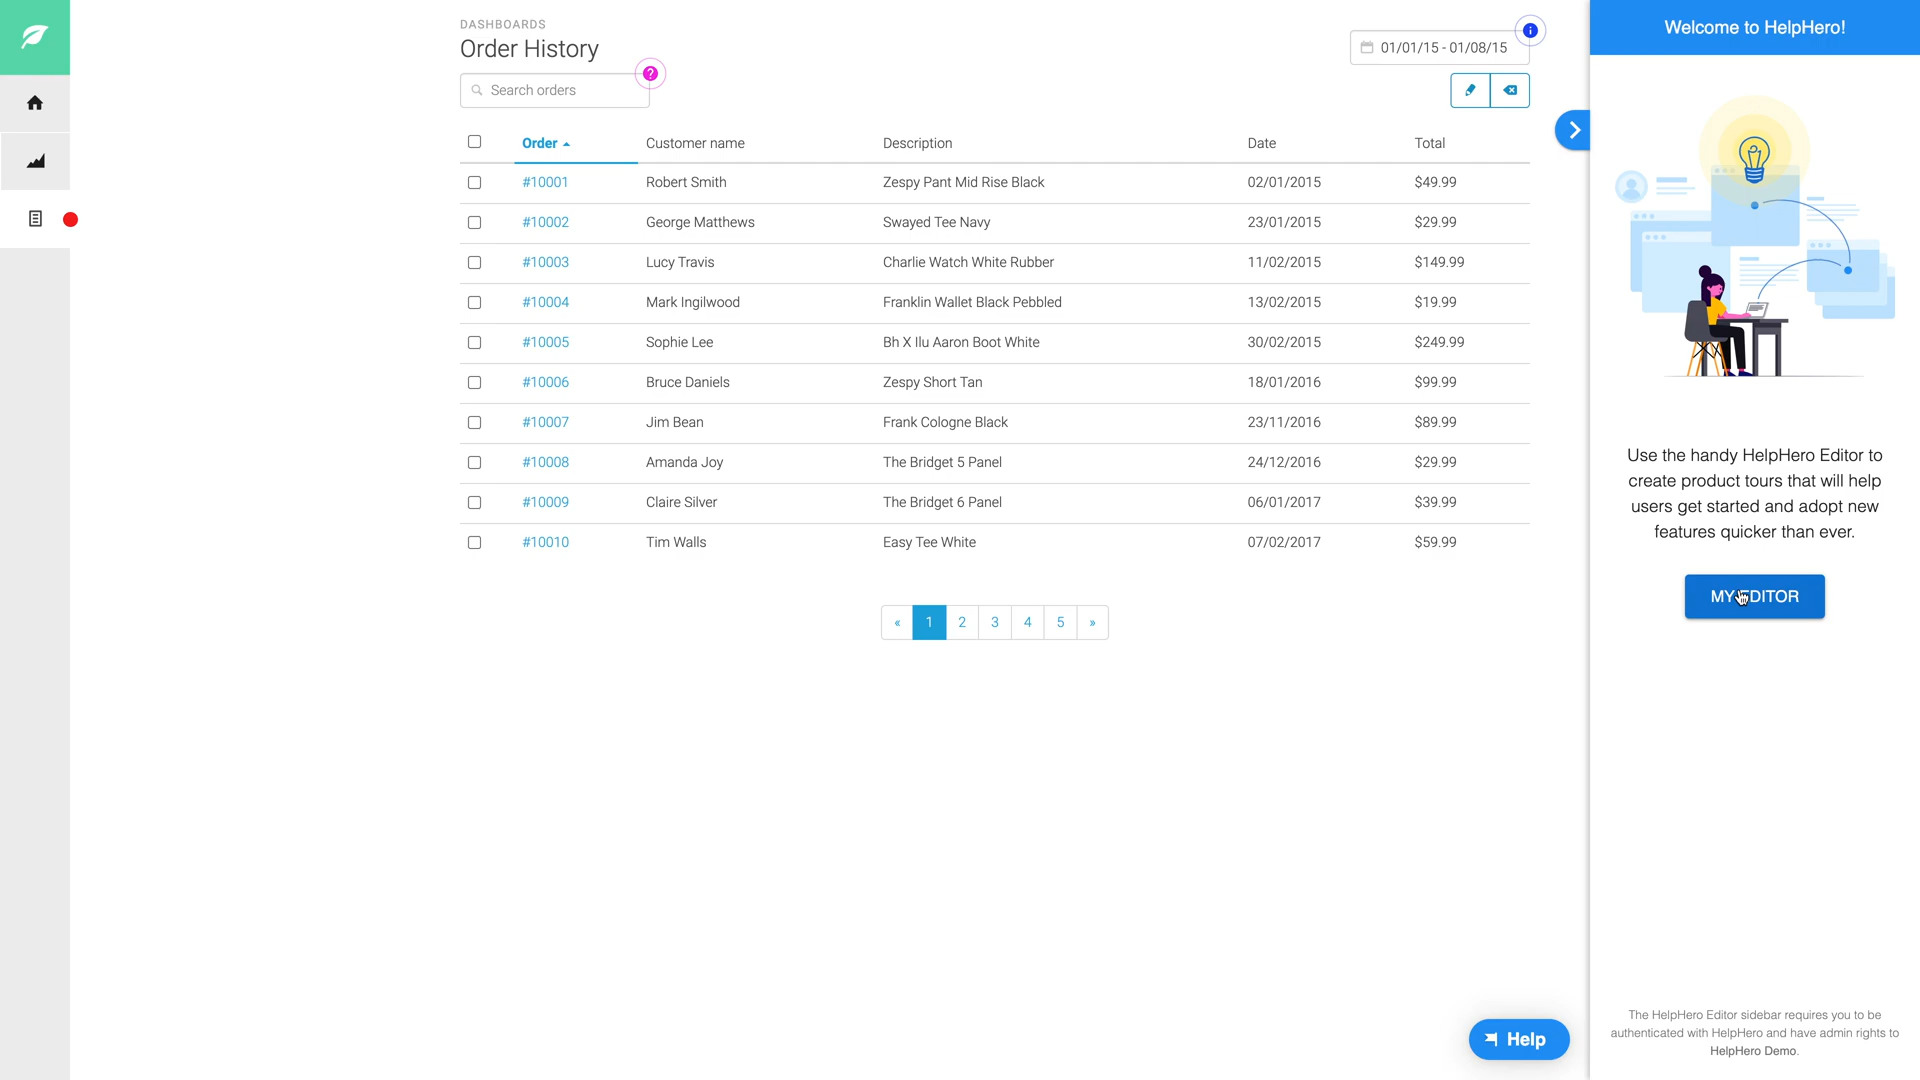 DASHBOARDS
Order History
01/01/15 - 01/08/15
i
?
Search orders
Order Customer name Description Date Total
#10001 Robert Smith Zespy Pant Mid Rise Black 02/01/2015 $49.99
#10002 George Matthews Swayed Tee Navy 23/01/2015 $29.99
#10003 Lucy Travis Charlie Watch White Rubber 11/02/2015 $149.99
#10004 Mark Ingilwood Franklin Wallet Black Pebbled 13/02/2015 $19.99
#10005 Sophie Lee Bh X Ilu Aaron Boot White 30/02/2015 $249.99
#10006 Bruce Daniels Zespy Short Tan 18/01/2016 $99.99
#10007 Jim Bean Frank Cologne Black 23/11/2016 $89.99
#10008 Amanda Joy The Bridget 5 Panel 24/12/2016 $29.99
#10009 Claire Silver The Bridget 6 Panel 06/01/2017 $39.99
#10010 Tim Walls Easy Tee White 07/02/2017 $59.99
« 1 2 3 4 5 »
Help
Welcome to HelpHero!
Use the handy HelpHero Editor to
create product tours that will help
users get started and adopt new
features quicker than ever.
MY EDITOR
The HelpHero Editor sidebar requires you to be
authenticated with HelpHero and have admin rights to
HelpHero Demo.